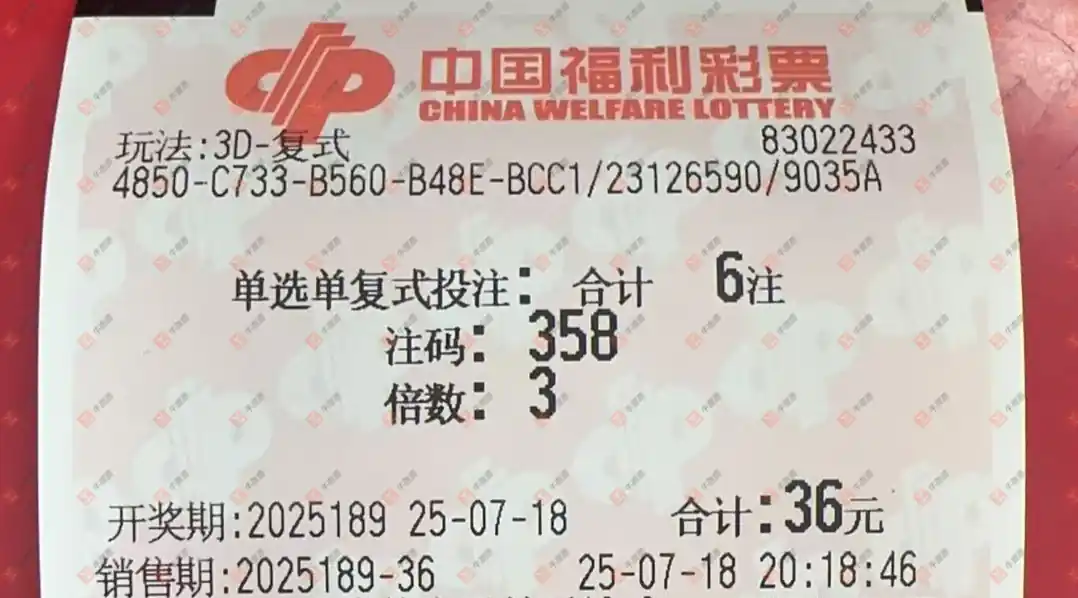 中国福利彩票
CHINA WELFARE LOTTERY
玩法:3D-复式 83022433
4850-C733-B560-B48E-BCC1/23126590/9035A
单选单复式投注: 合计 6注
注码: 358
倍数: 3
开奖期:2025189 25-07-18 合计:36元
销售期:2025189-36 25-07-18 20:18:46